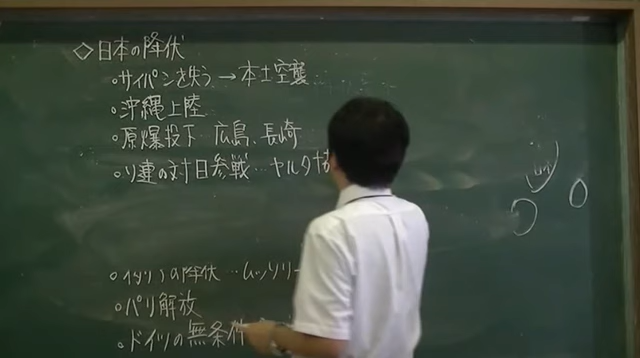 ◇日本の降伏
。サイパンを失う→本土空襲
。沖縄上陸
。原爆投下 広島、長崎
。ソ連の対日参戦…ヤルタ
。イタリアの降伏…ムッソリー
。パリ解放
。ドイツの無条件